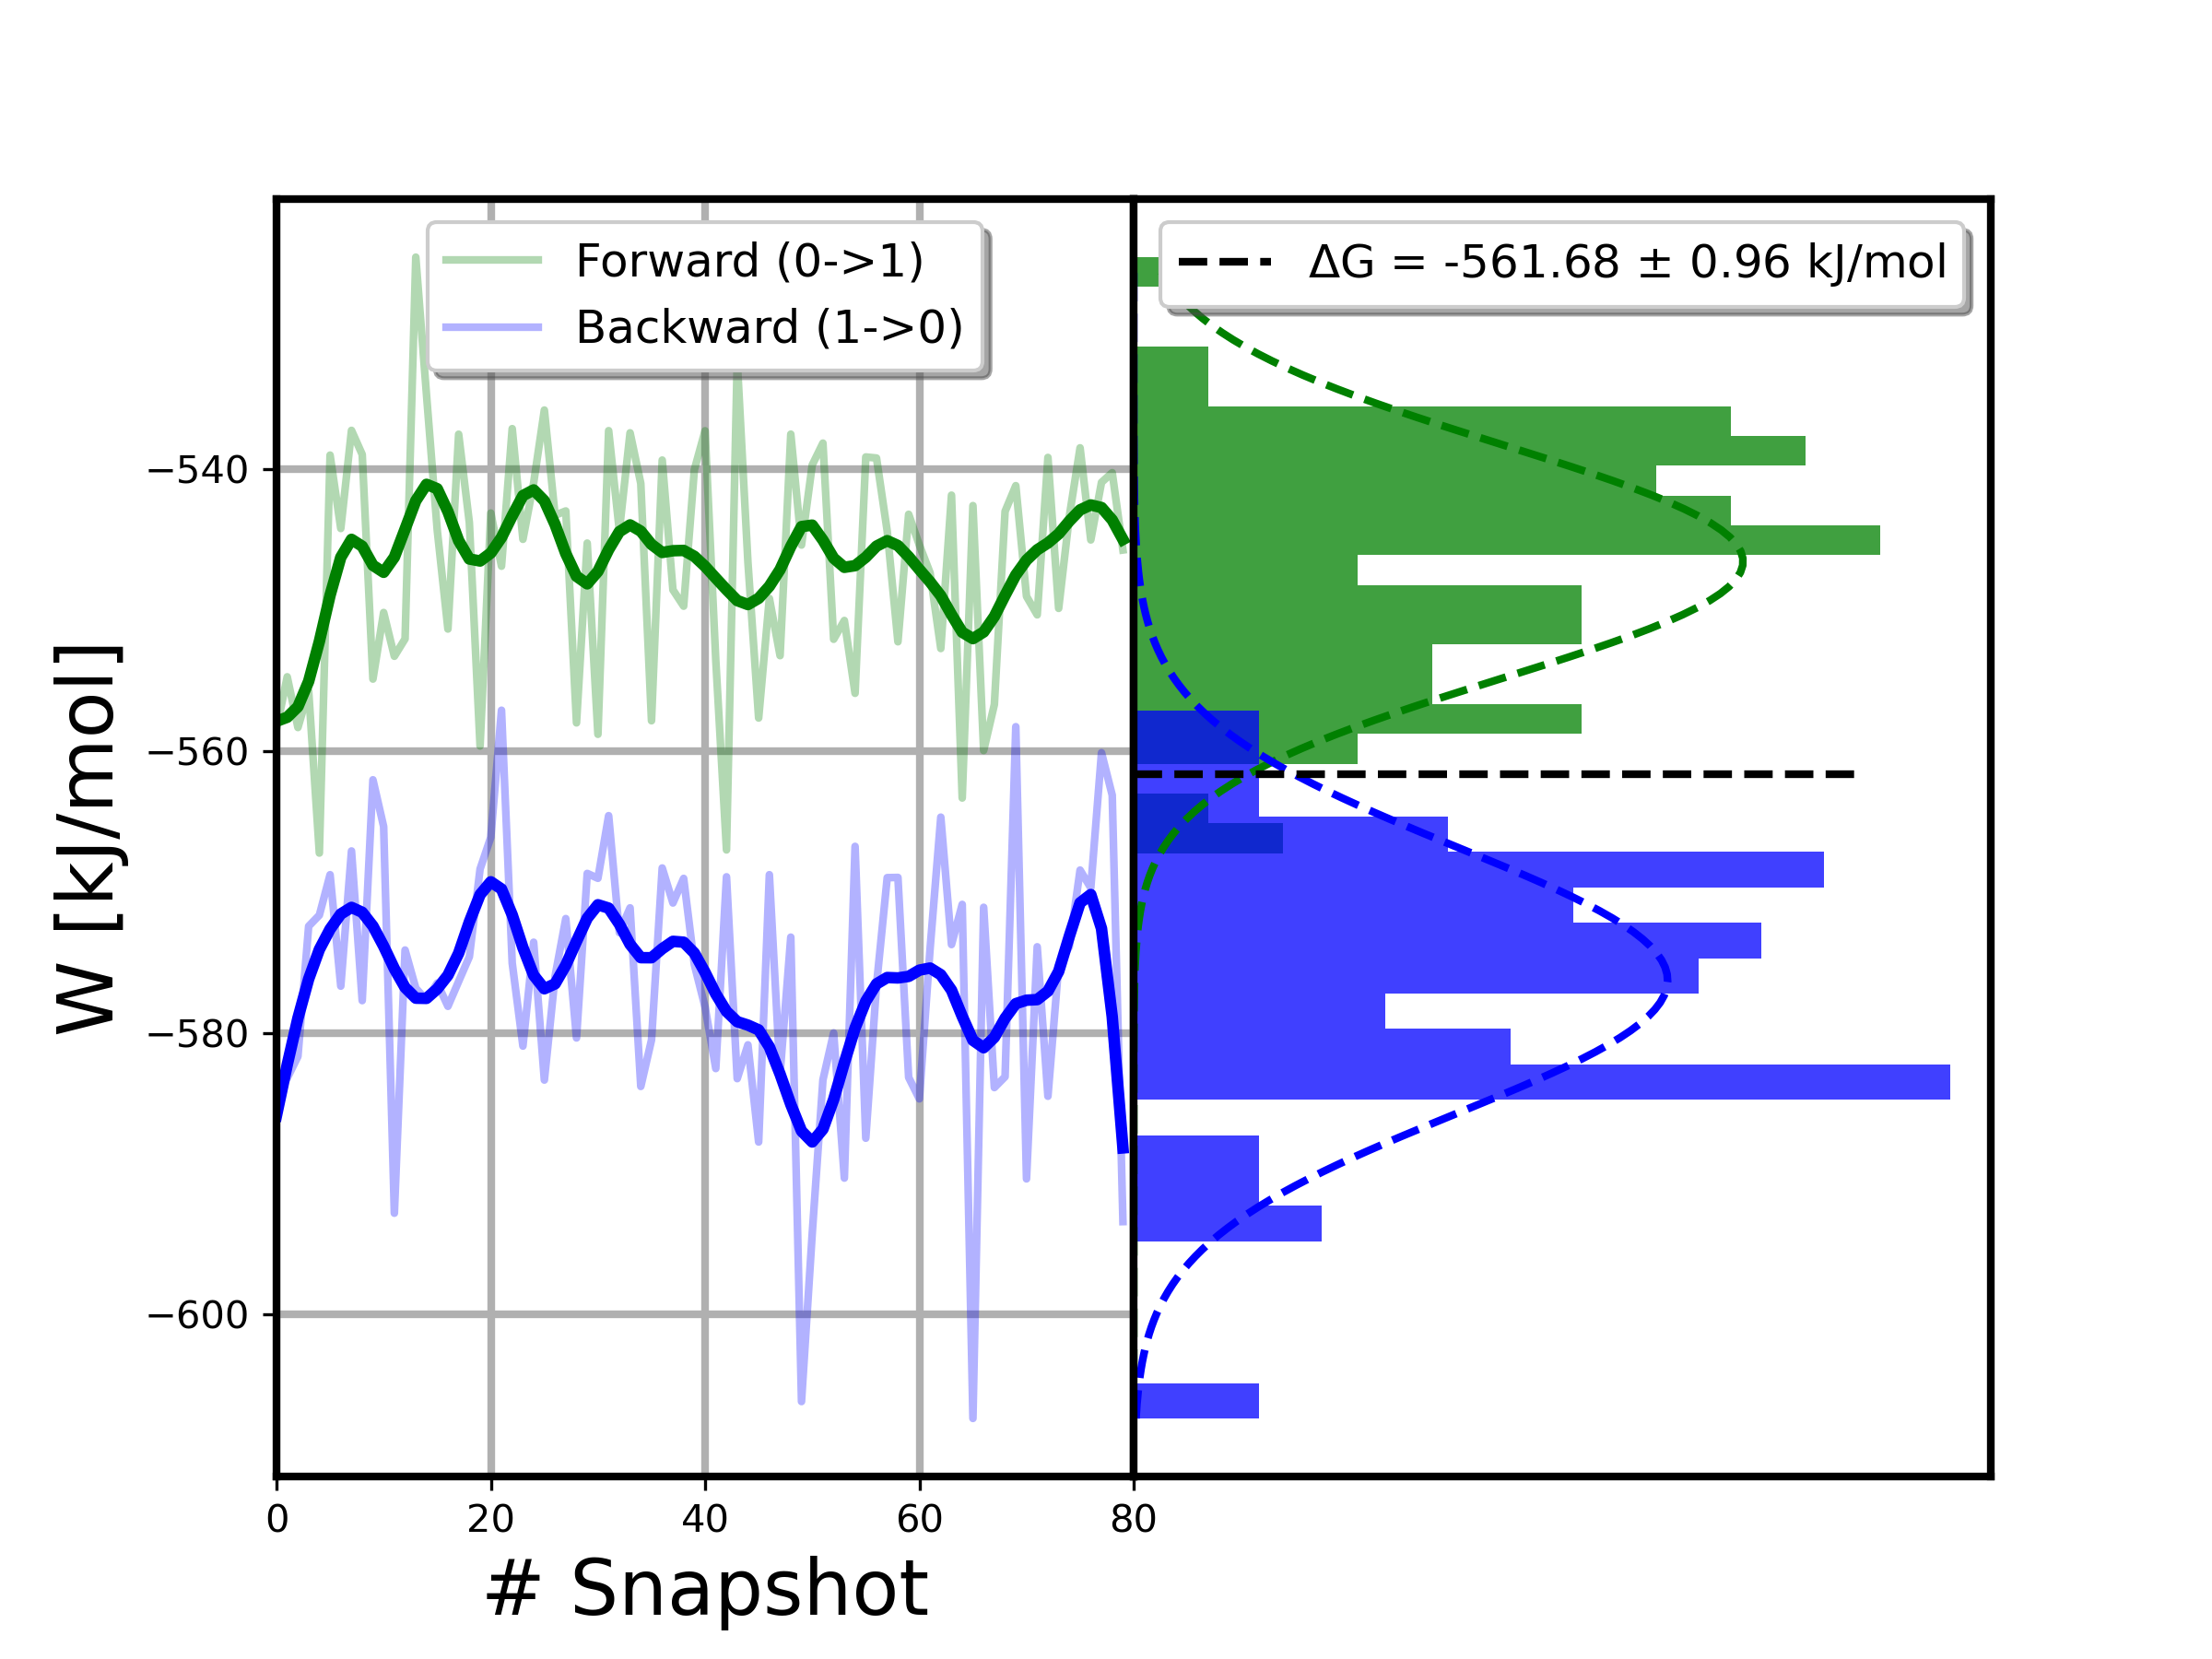 Forward (0->1)
Backward (1->0)
ΔG = -561.68 ± 0.96 kJ/mol
W [kJ/mol]
−540
−560
−580
−600
0 20 40 60 80
# Snapshot